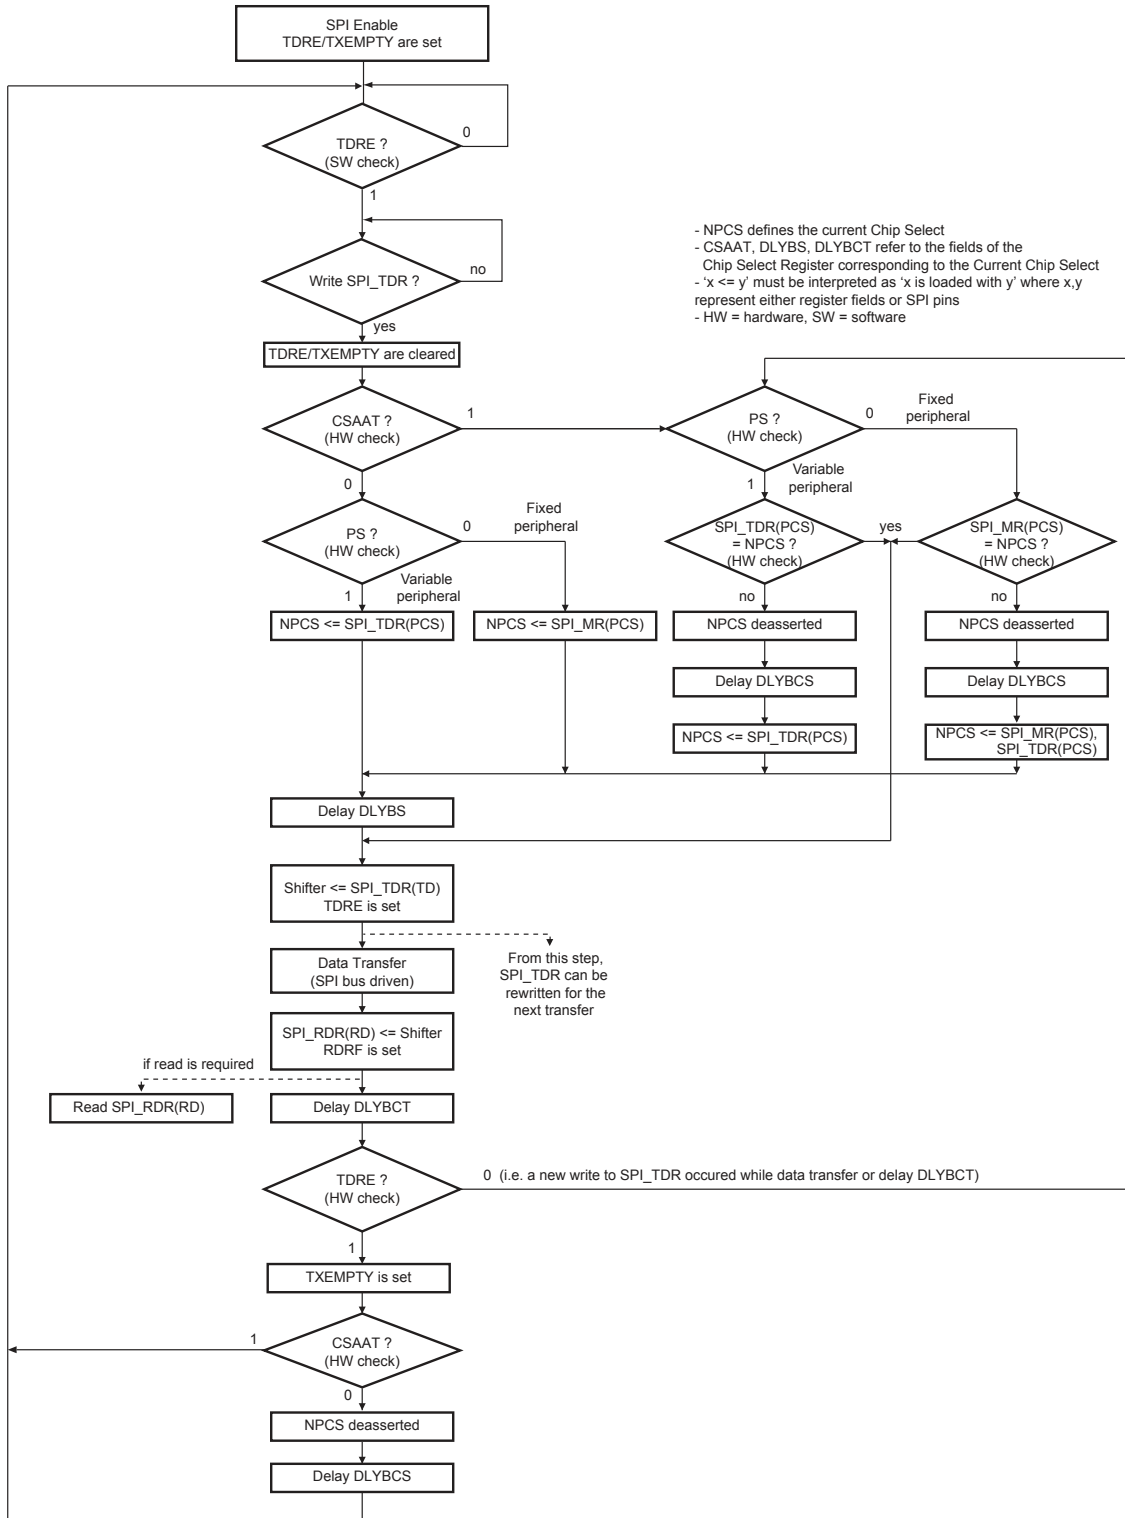 SPI Enable
TDRE/TXEMPTY are set
TDRE ?
(SW check)
0
1
Write SPI_TDR ?
no
yes
TDRE/TXEMPTY are cleared
- NPCS defines the current Chip Select
- CSAAT, DLYBS, DLYBCT refer to the fields of the
Chip Select Register corresponding to the Current Chip Select
- ‘x <= y’ must be interpreted as ‘x is loaded with y’ where x,y
represent either register fields or SPI pins
- HW = hardware, SW = software
CSAAT ?
(HW check)
1
0
PS ?
(HW check)
0
Fixed
peripheral
1
Variable
peripheral
PS ?
(HW check)
0
Fixed
peripheral
1
Variable
peripheral
SPI_TDR(PCS)
= NPCS ?
(HW check)
yes
no
SPI_MR(PCS)
= NPCS ?
(HW check)
no
NPCS <= SPI_TDR(PCS)
NPCS <= SPI_MR(PCS)
NPCS deasserted
NPCS deasserted
Delay DLYBCS
Delay DLYBCS
NPCS <= SPI_TDR(PCS)
NPCS <= SPI_MR(PCS),
SPI_TDR(PCS)
Delay DLYBS
Shifter <= SPI_TDR(TD)
TDRE is set
Data Transfer
(SPI bus driven)
From this step,
SPI_TDR can be
rewritten for the
next transfer
SPI_RDR(RD) <= Shifter
RDRF is set
if read is required
Read SPI_RDR(RD)
Delay DLYBCT
TDRE ?
(HW check)
0 (i.e. a new write to SPI_TDR occured while data transfer or delay DLYBCT)
1
TXEMPTY is set
CSAAT ?
(HW check)
1
0
NPCS deasserted
Delay DLYBCS